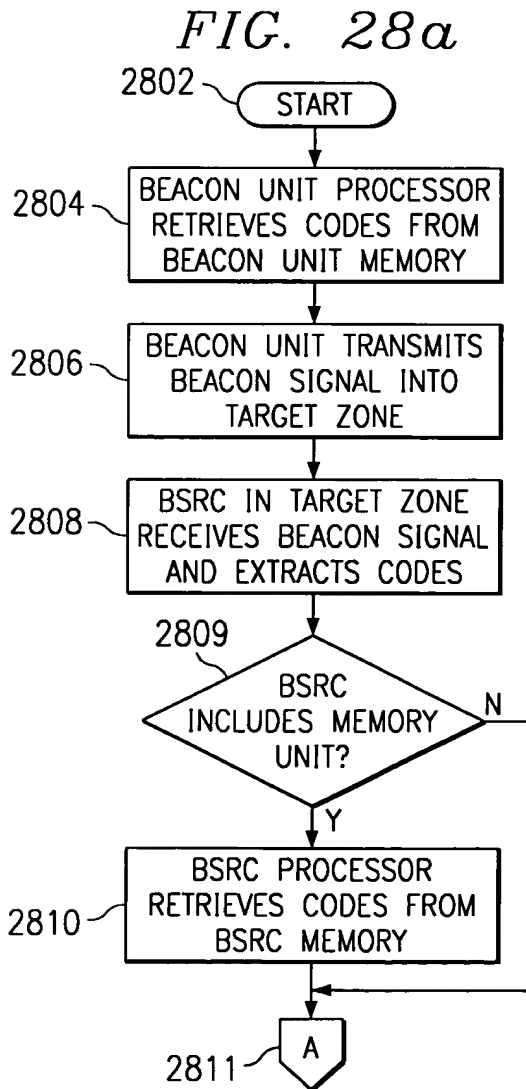 FIG. 28a
2802
START
2804
BEACON UNIT PROCESSOR
RETRIEVES CODES FROM
BEACON UNIT MEMORY
2806
BEACON UNIT TRANSMITS
BEACON SIGNAL INTO
TARGET ZONE
2808
BSRC IN TARGET ZONE
RECEIVES BEACON SIGNAL
AND EXTRACTS CODES
2809
BSRC
INCLUDES MEMORY
UNIT?
N
Y
2810
BSRC PROCESSOR
RETRIEVES CODES FROM
BSRC MEMORY
A
2811